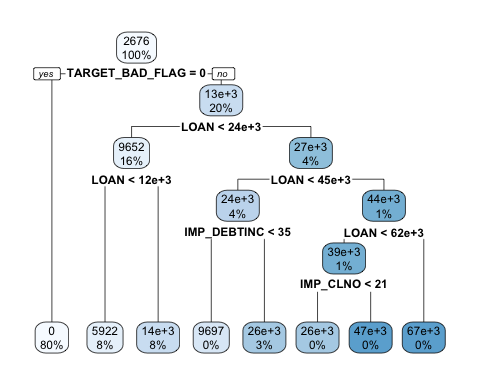 2676
100%
yes TARGET_BAD_FLAG = 0 no
13e+3
20%
LOAN < 24e+3
9652
16%
27e+3
4%
LOAN < 12e+3
LOAN < 45e+3
24e+3
4%
44e+3
1%
IMP_DEBTINC < 35
LOAN < 62e+3
39e+3
1%
IMP_CLNO < 21
0
80%
5922
8%
14e+3
8%
9697
0%
26e+3
3%
26e+3
0%
47e+3
0%
67e+3
0%